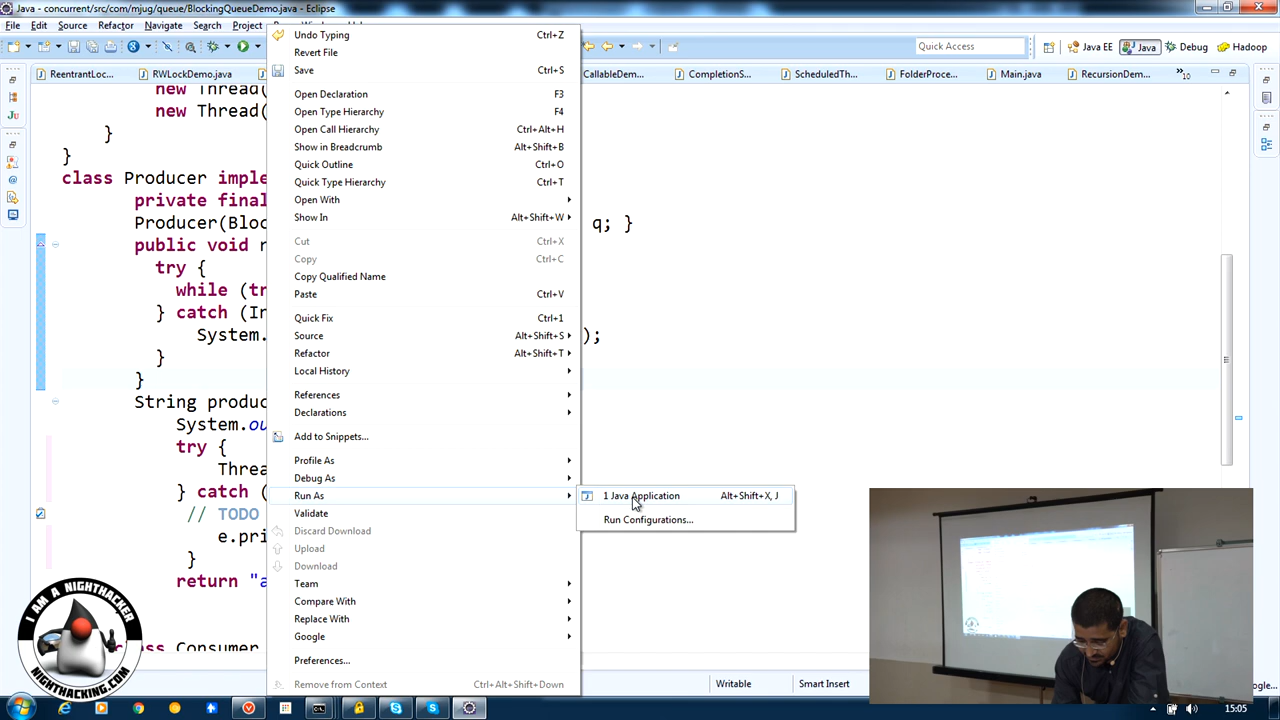 Java - concurrent/src/com/mjug/queue/BlockingQueueDemo.java - Eclipse
File Edit Source Refactor Navigate Search Project
Quick Access Java EE Java Debug Hadoop
ReentrantLoc... RWLockDemo.java CallableDemo... CompletionS... ScheduledTh... FolderProce... Main.java RecursionDem... »10
new Thread(
new Thread(
}
}
class Producer imple
private final
Producer(Bloc q; }
public void r
try {
while (tr
} catch (In
System. );
}
}
String produc
System.ou
try {
Threa
} catch (
// TODO
e.pri
}
return "a
class Consumer
Undo Typing Ctrl+Z
Revert File
Save Ctrl+S
Open Declaration F3
Open Type Hierarchy F4
Open Call Hierarchy Ctrl+Alt+H
Show in Breadcrumb Alt+Shift+B
Quick Outline Ctrl+O
Quick Type Hierarchy Ctrl+T
Open With
Show In Alt+Shift+W
Cut Ctrl+X
Copy Ctrl+C
Copy Qualified Name
Paste Ctrl+V
Quick Fix Ctrl+1
Source Alt+Shift+S
Refactor Alt+Shift+T
Local History
References
Declarations
Add to Snippets...
Profile As
Debug As
Run As
Validate
Discard Download
Upload
Download
Team
Compare With
Replace With
Google
Preferences...
Remove from Context Ctrl+Alt+Shift+Down
1 Java Application Alt+Shift+X, J
Run Configurations...
I AM A NIGHTHACKER
NIGHTHACKING.COM
Writable Smart Insert
15:05